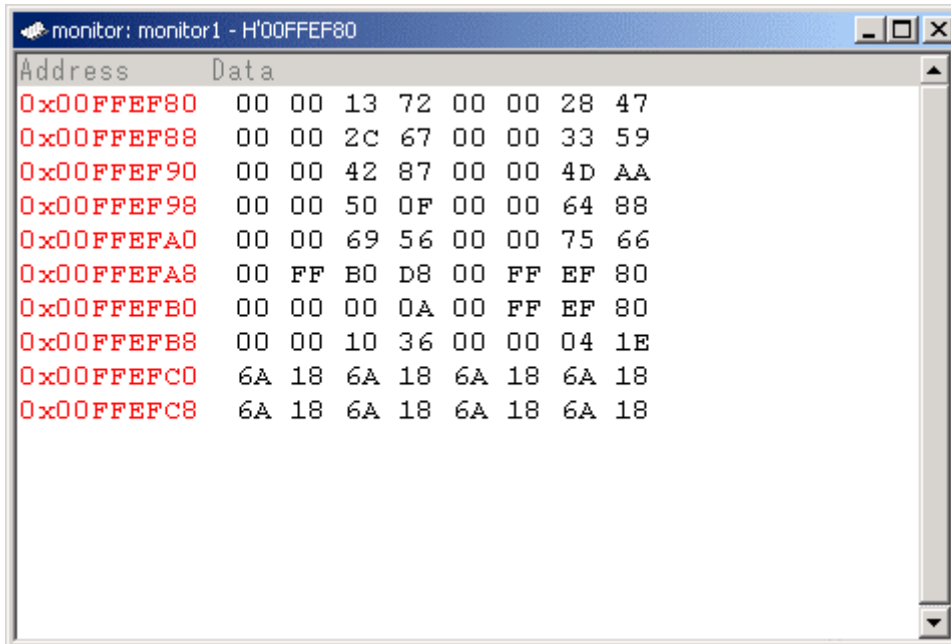 monitor: monitor1 - H'00FFEF80
Address Data
0x00FFEF80 00 00 13 72 00 00 28 47
0x00FFEF88 00 00 2C 67 00 00 33 59
0x00FFEF90 00 00 42 87 00 00 4D AA
0x00FFEF98 00 00 50 0F 00 00 64 88
0x00FFEFA0 00 00 69 56 00 00 75 66
0x00FFEFA8 00 FF B0 D8 00 FF EF 80
0x00FFEFB0 00 00 00 0A 00 FF EF 80
0x00FFEFB8 00 00 10 36 00 00 04 1E
0x00FFEFC0 6A 18 6A 18 6A 18 6A 18
0x00FFEFC8 6A 18 6A 18 6A 18 6A 18